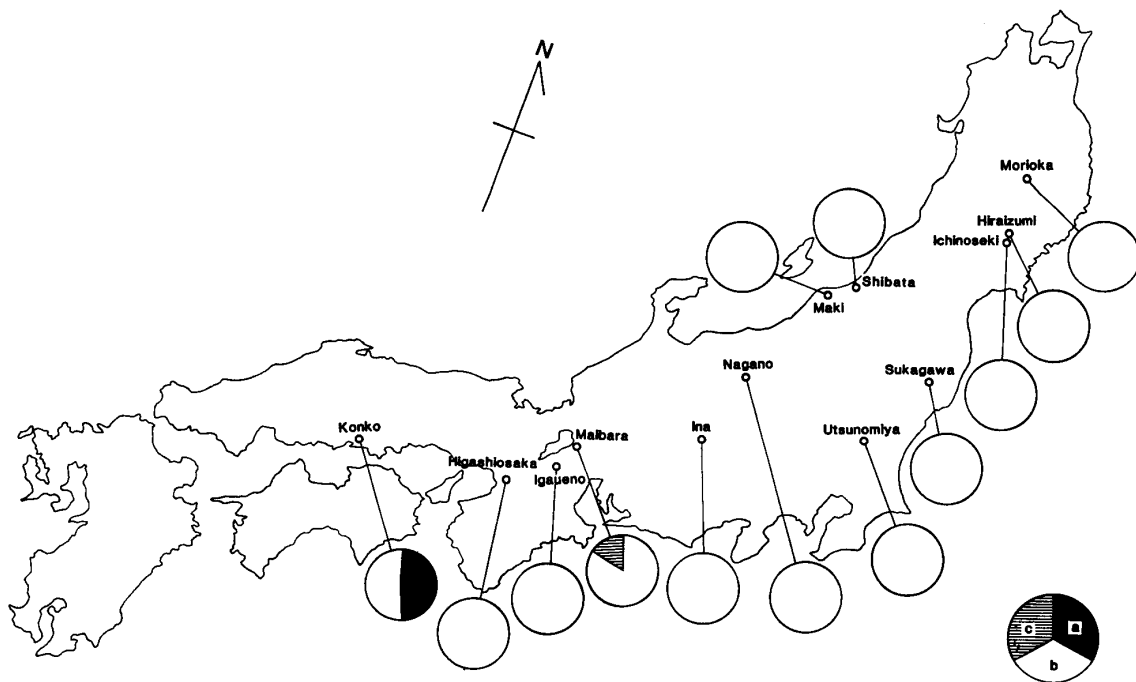 N
Morioka
Hiraizumi
Ichinoseki
Shibata
Maki
Nagano
Sukagawa
Konko
Maibara
Ina
Utsunomiya
Higashiosaka
Igaueno
c
a
b